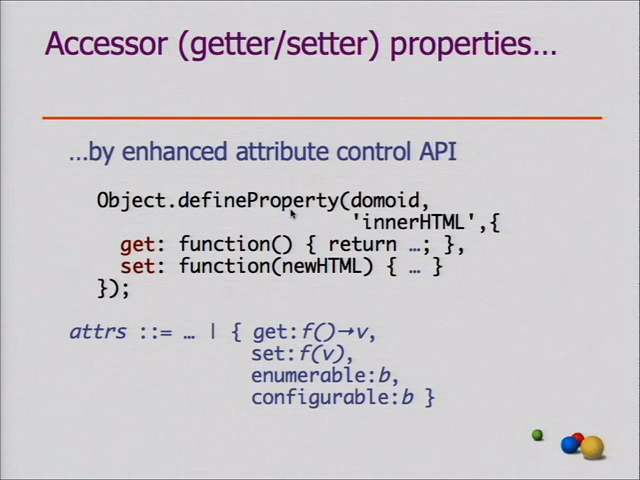 Accessor (getter/setter) properties…
…by enhanced attribute control API
Object.defineProperty(domoid,
'innerHTML',{
get: function() { return …; },
set: function(newHTML) { … }
});
attrs ::= … | { get:f()→v,
set:f(v),
enumerable:b,
configurable:b }